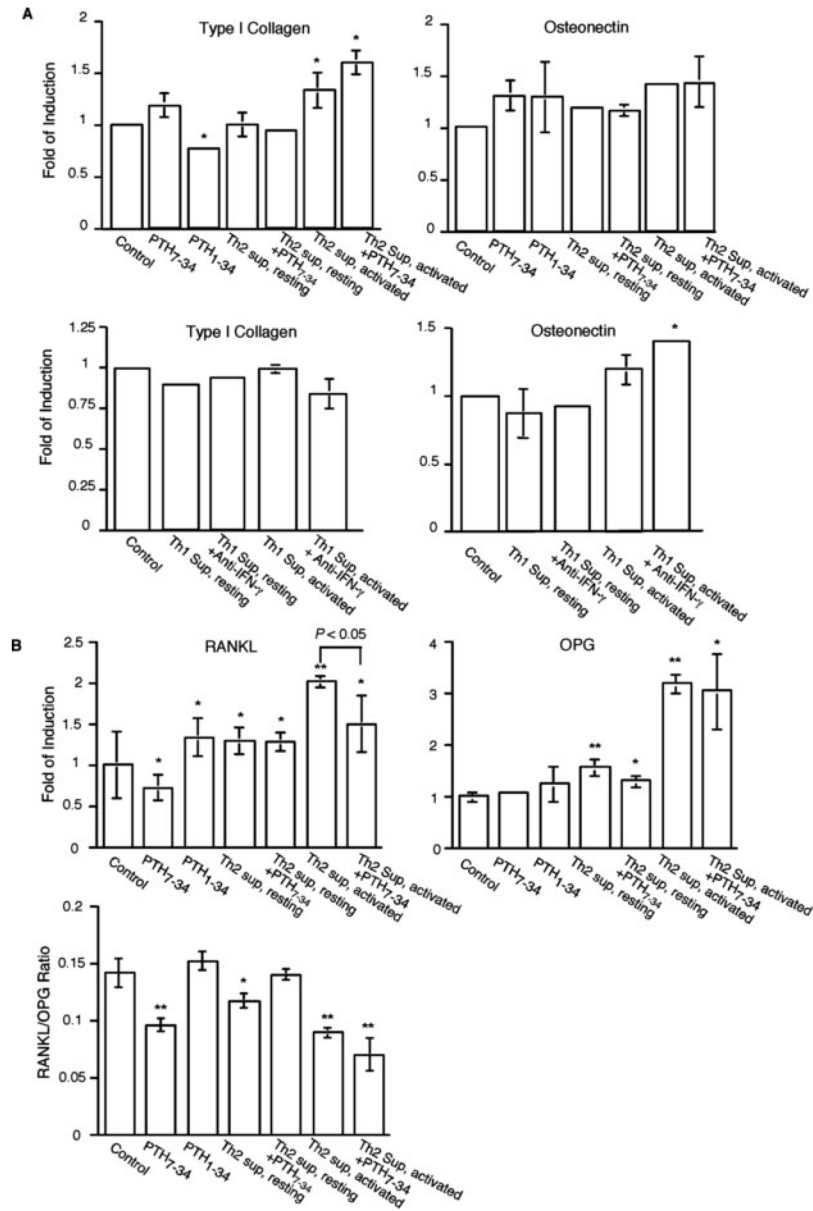 A
Type I Collagen
Fold of Induction
2
1.5
1
0.5
0
*
*
*
Control
PTH7-34
PTH1-34
Th2 sup, resting
Th2 sup, resting
+PTH7-34
Th2 sup, activated
Th2 Sup, activated
+PTH7-34
Osteonectin
2
1.5
1
0.5
0
Control
PTH7-34
PTH1-34
Th2 sup, resting
Th2 sup, resting
+PTH7-34
Th2 sup, activated
Th2 Sup, activated
+PTH7-34
Type I Collagen
Fold of Induction
1.25
1
0.75
0.5
0.25
0
Control
Th1 Sup, resting
Th1 Sup, resting
+Anti-IFN-γ
Th1 Sup, activated
Th1 Sup, activated
+ Anti-IFN-γ
Osteonectin
1.5
1
0.5
0
*
Control
Th1 Sup, resting
Th1 Sup, resting
+Anti-IFN-γ
Th1 Sup, activated
Th1 Sup, activated
+ Anti-IFN-γ
B
RANKL
P < 0.05
Fold of Induction
2.5
2
1.5
1
0.5
0
*
*
*
*
**
*
Control
PTH7-34
PTH1-34
Th2 sup, resting
Th2 sup, resting
+PTH7-34
Th2 sup, activated
Th2 Sup, activated
+PTH7-34
OPG
4
3
2
1
0
**
*
**
*
Control
PTH7-34
PTH1-34
Th2 sup, resting
Th2 sup, resting
+PTH7-34
Th2 sup, activated
Th2 Sup, activated
+PTH7-34
RANKL/OPG Ratio
0.2
0.15
0.1
0.05
0
**
*
**
**
Control
PTH7-34
PTH1-34
Th2 sup, resting
Th2 sup, resting
+PTH7-34
Th2 sup, activated
Th2 Sup, activated
+PTH7-34